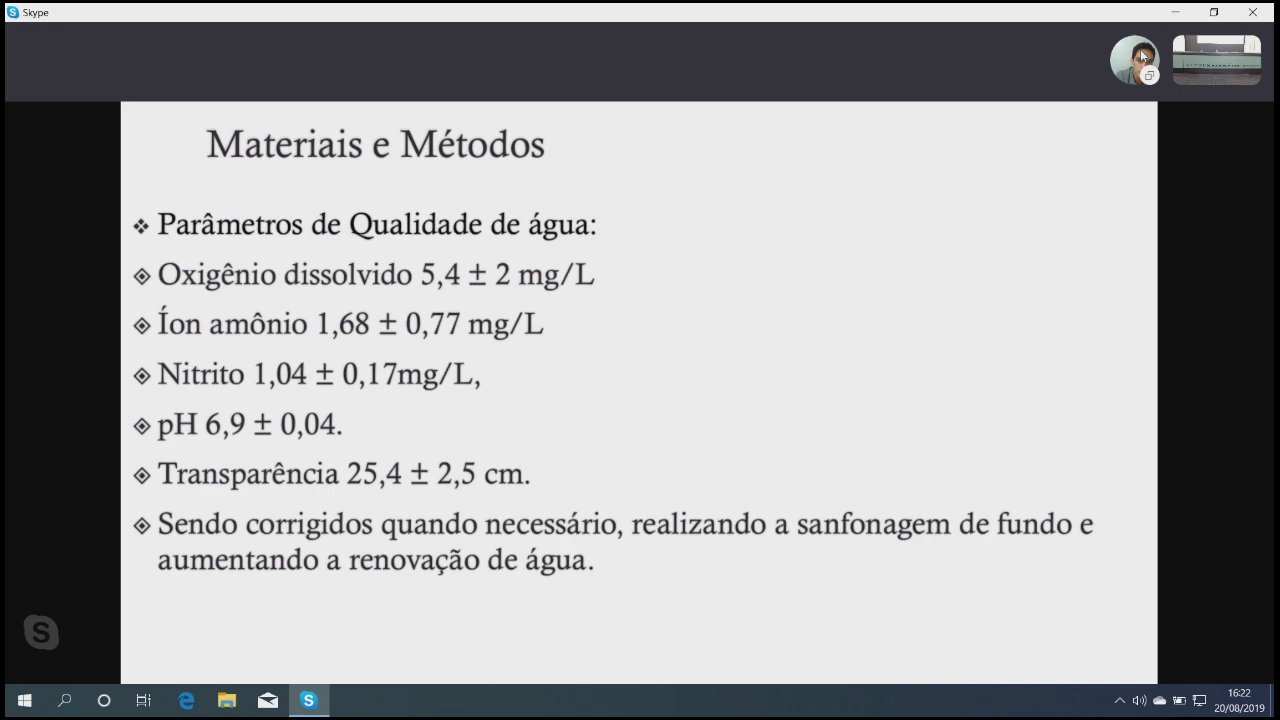 Skype
Materiais e Métodos
Parâmetros de Qualidade de água:
Oxigênio dissolvido 5,4 ± 2 mg/L
Íon amônio 1,68 ± 0,77 mg/L
Nitrito 1,04 ± 0,17mg/L,
pH 6,9 ± 0,04.
Transparência 25,4 ± 2,5 cm.
Sendo corrigidos quando necessário, realizando a sanfonagem de fundo e
aumentando a renovação de água.
16:22
20/08/2019